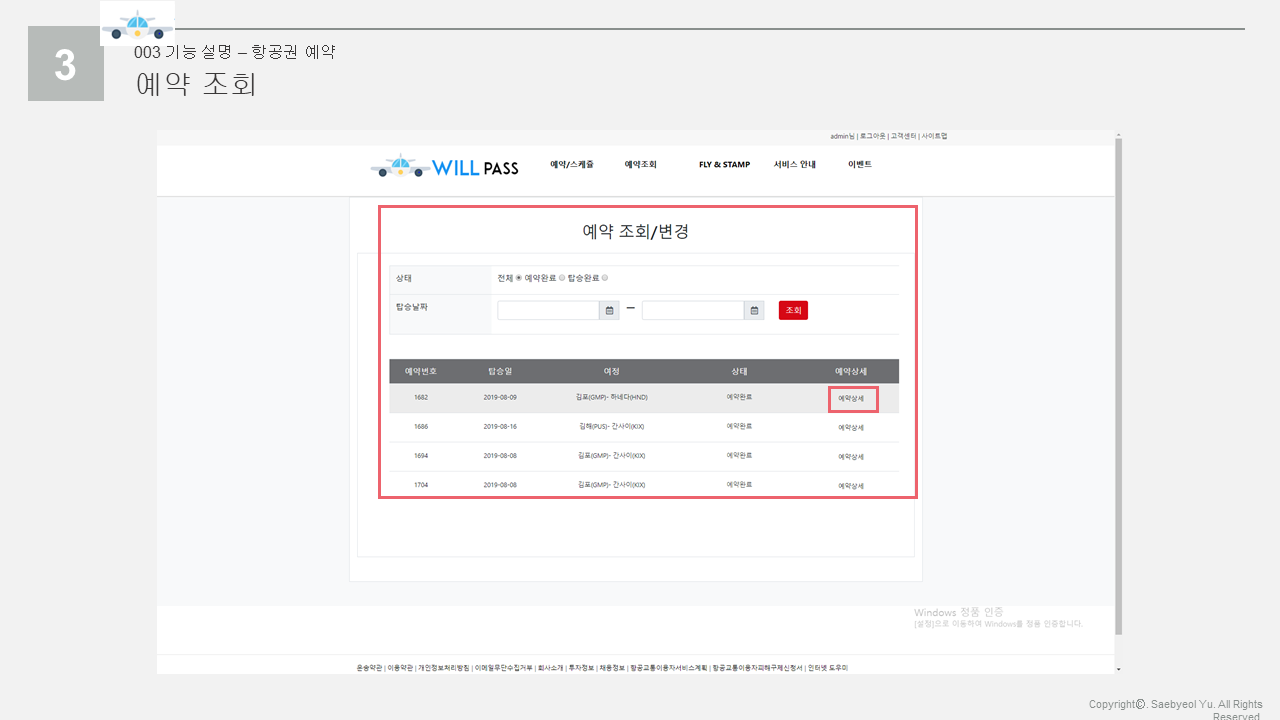 3
003 기능 설명 – 항공권 예약
예약 조회
admin님 | 로그아웃 | 고객센터 | 사이트맵
WILL PASS 예약/스케줄 예약조회 FLY & STAMP 서비스 안내 이벤트
예약 조회/변경
상태 전체 예약완료 탑승완료
탑승날짜 — 조회
예약번호 탑승일 여정 상태 예약상세
1682 2019-08-09 김포(GMP)- 하네다(HND) 예약완료 예약상세
1686 2019-08-16 김해(PUS)- 간사이(KIX) 예약완료 예약상세
1694 2019-08-08 김포(GMP)- 간사이(KIX) 예약완료 예약상세
1704 2019-08-08 김포(GMP)- 간사이(KIX) 예약완료 예약상세
Windows 정품 인증
[설정]으로 이동하여 Windows를 정품 인증합니다.
운송약관 | 이용약관 | 개인정보처리방침 | 이메일무단수집거부 | 회사소개 | 투자정보 | 채용정보 | 항공교통이용자서비스계획 | 항공교통이용자피해구제신청서 | 인터넷 도우미
Copyright©. Saebyeol Yu. All Rights
Reserved.